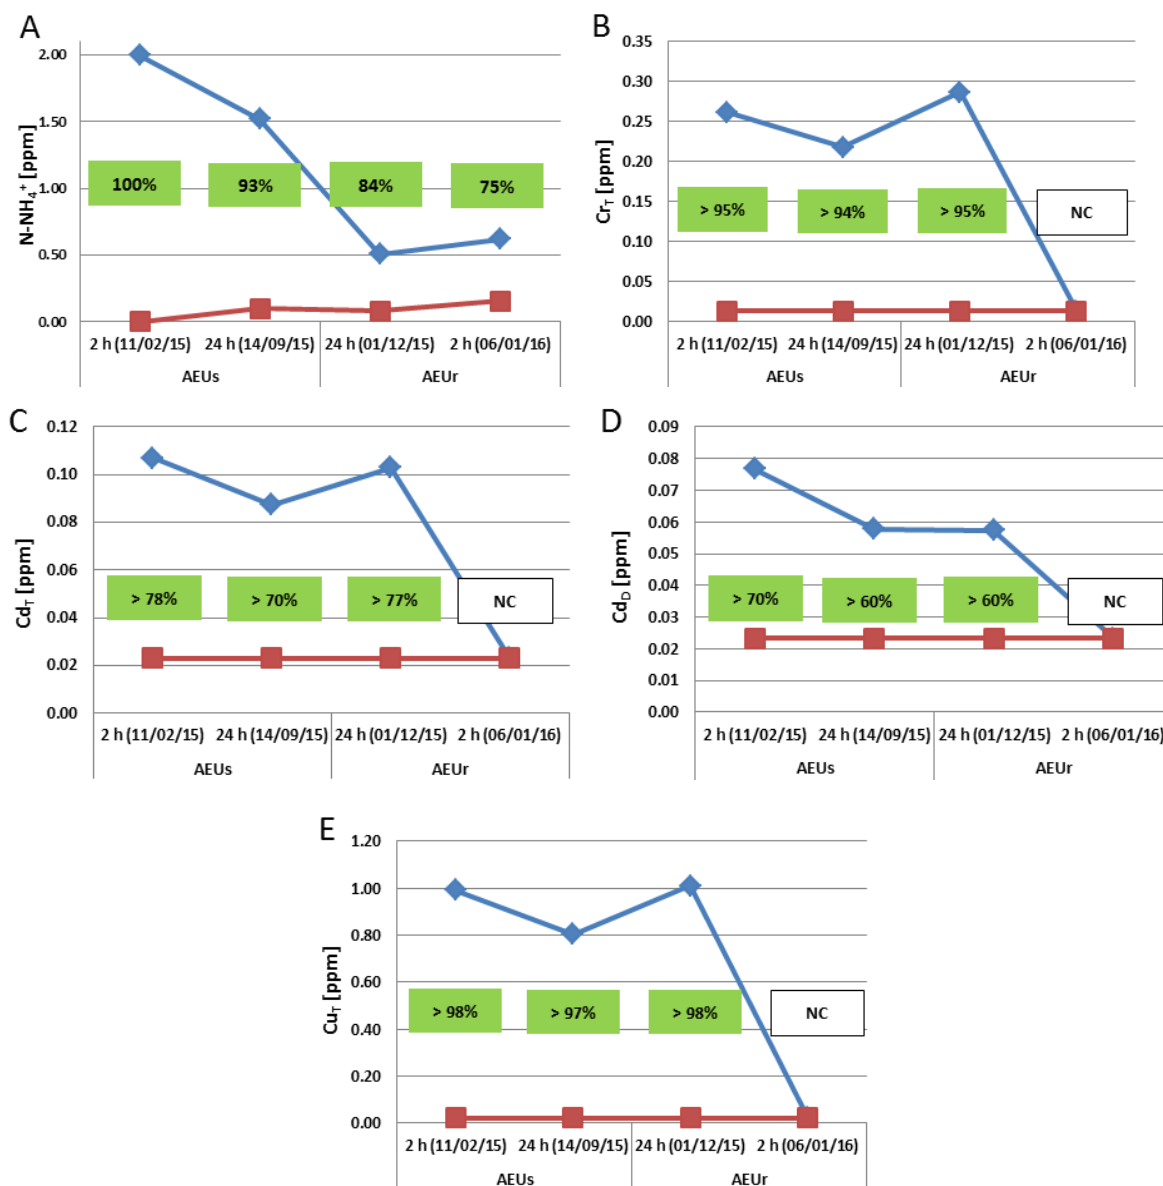 A
N-NH₄⁺ [ppm]
2.00
1.50
1.00
0.50
0.00
100%
93%
84%
75%
2 h (11/02/15) 24 h (14/09/15) 24 h (01/12/15) 2 h (06/01/16)
AEUs AEUr
B
Cr_T [ppm]
0.35
0.30
0.25
0.20
0.15
0.10
0.05
0.00
> 95%
> 94%
> 95%
NC
2 h (11/02/15) 24 h (14/09/15) 24 h (01/12/15) 2 h (06/01/16)
AEUs AEUr
C
Cd_T [ppm]
0.12
0.10
0.08
0.06
0.04
0.02
0.00
> 78%
> 70%
> 77%
NC
2 h (11/02/15) 24 h (14/09/15) 24 h (01/12/15) 2 h (06/01/16)
AEUs AEUr
D
Cd_D [ppm]
0.09
0.08
0.07
0.06
0.05
0.04
0.03
0.02
0.01
0.00
> 70%
> 60%
> 60%
NC
2 h (11/02/15) 24 h (14/09/15) 24 h (01/12/15) 2 h (06/01/16)
AEUs AEUr
E
Cu_T [ppm]
1.20
1.00
0.80
0.60
0.40
0.20
0.00
> 98%
> 97%
> 98%
NC
2 h (11/02/15) 24 h (14/09/15) 24 h (01/12/15) 2 h (06/01/16)
AEUs AEUr